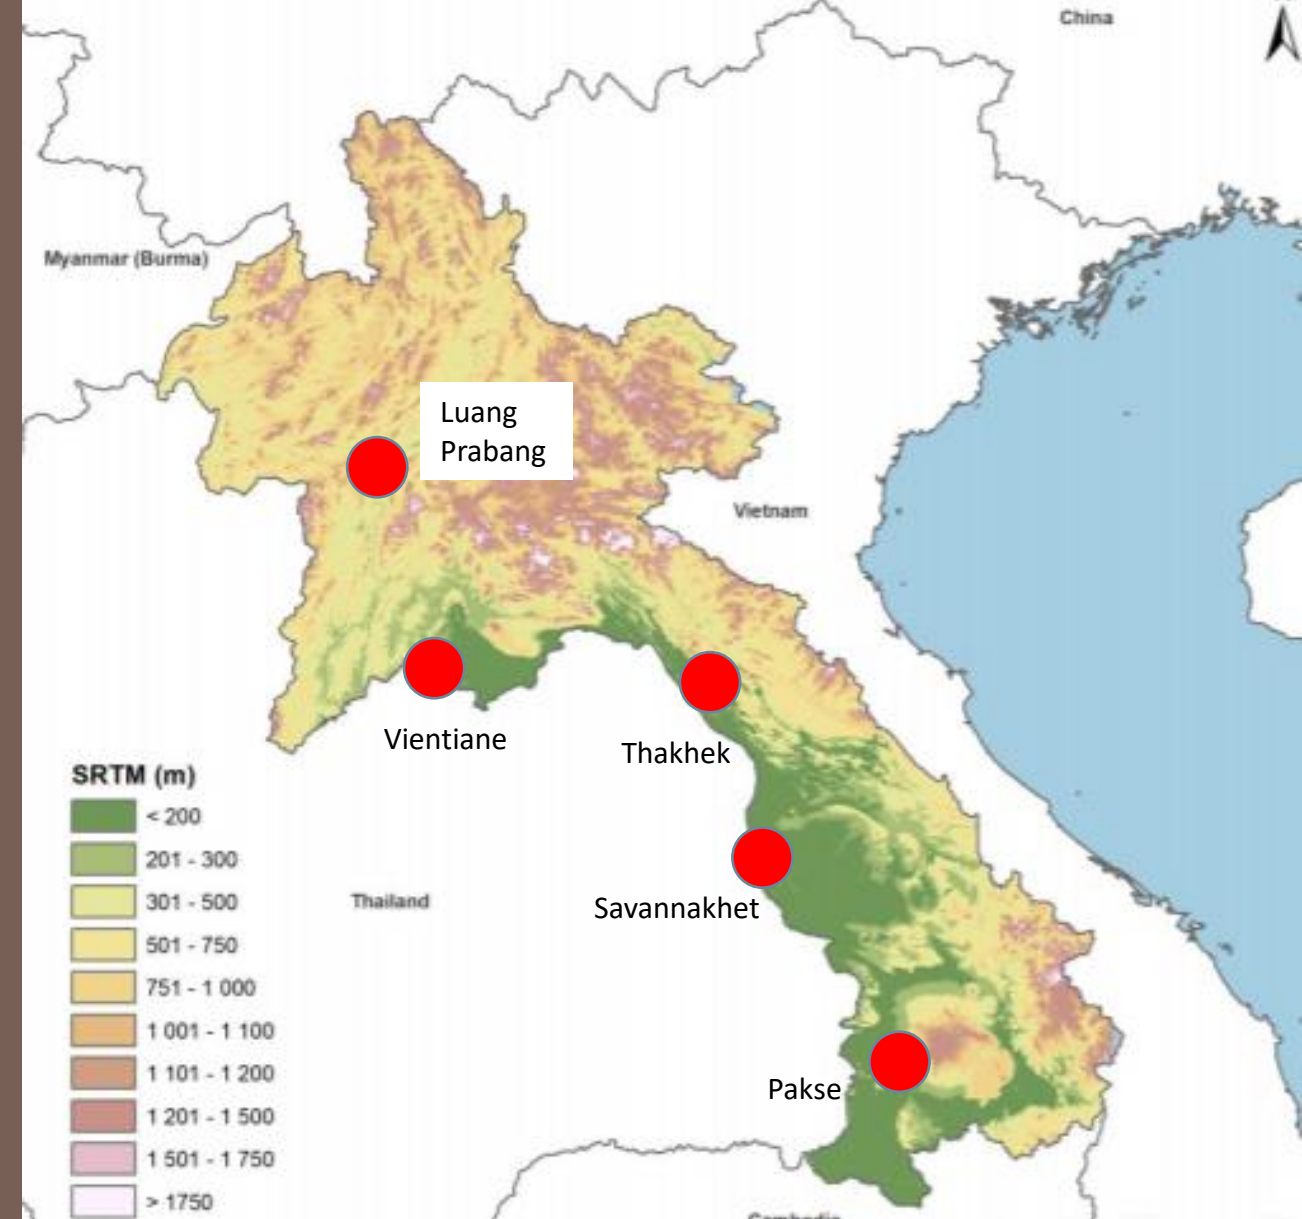 China
Myanmar (Burma)
Luang
Prabang
Vietnam
Vientiane
Thakhek
SRTM (m)
< 200
201 - 300
301 - 500
501 - 750
751 - 1 000
1 001 - 1 100
1 101 - 1 200
1 201 - 1 500
1 501 - 1 750
> 1750
Thailand
Savannakhet
Pakse